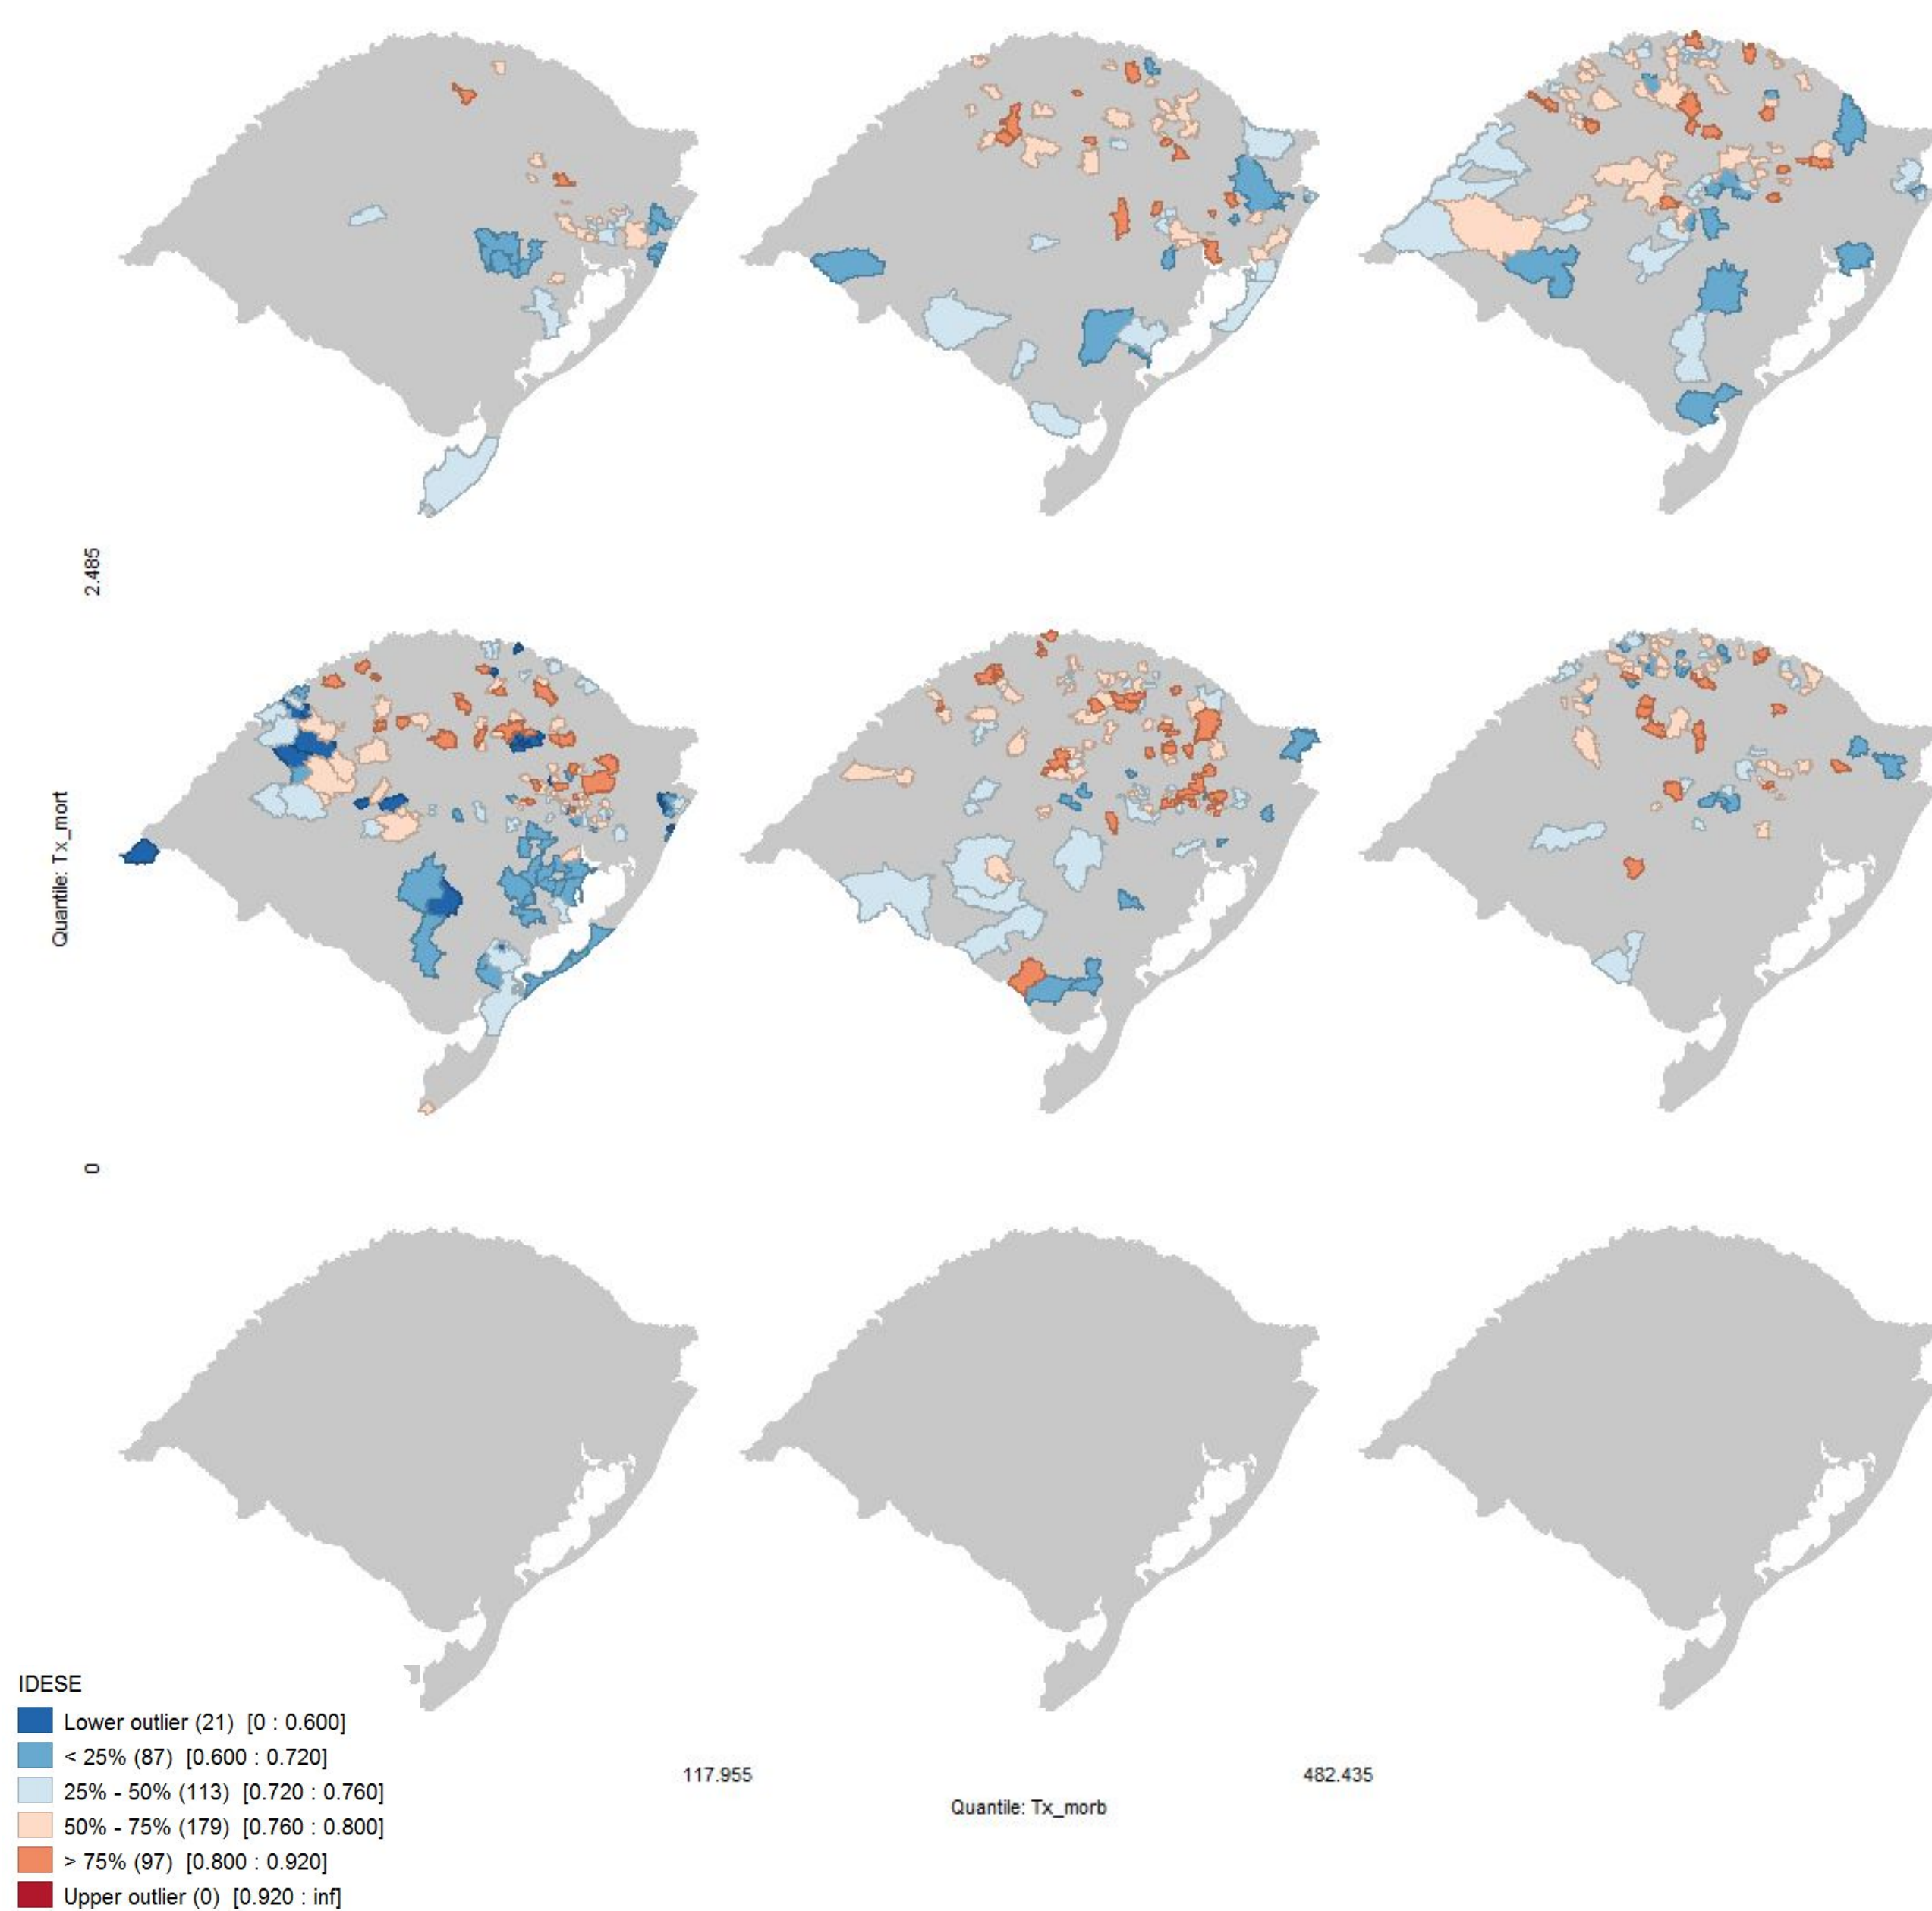 2.485
Quantile: Tx_mort
0
IDESE
Lower outlier (21) [0 : 0.600]
< 25% (87) [0.600 : 0.720]
25% - 50% (113) [0.720 : 0.760]
50% - 75% (179) [0.760 : 0.800]
> 75% (97) [0.800 : 0.920]
Upper outlier (0) [0.920 : inf]
117.955
482.435
Quantile: Tx_morb